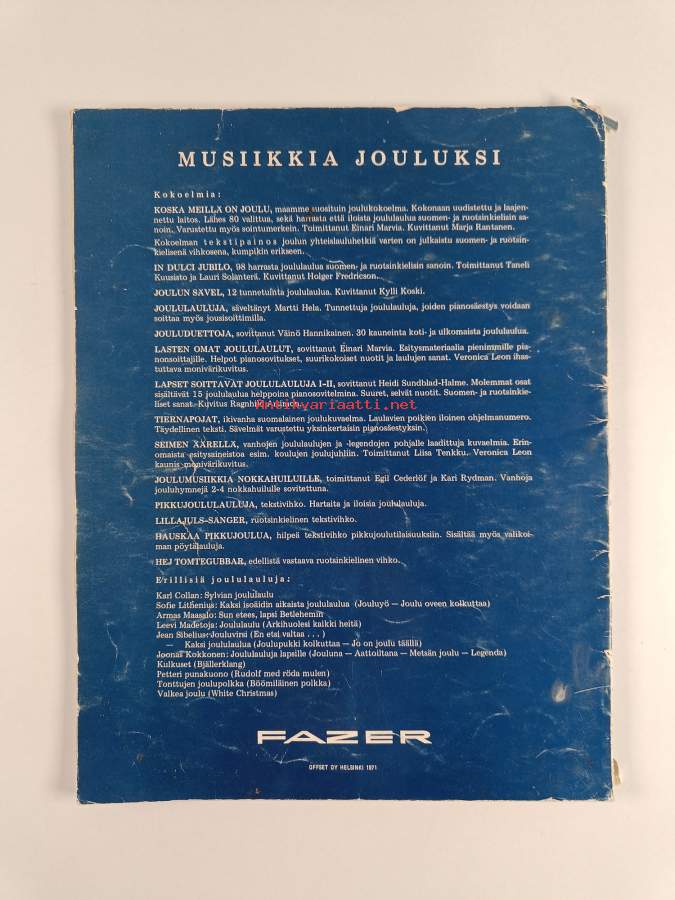 MUSIIKKIA JOULUKSI
Kokoelmia:
KOSKA MEILLÄ ON JOULU, maamme suosituin joulukokoelma. Kokonaan uudistettu ja laajen-
nettu laitos. Lähes 80 valittua, sekä harrasta että iloista joululaulua suomen- ja ruotsinkielisin sa-
noin. Varustettu myös sointumerkein. Toimittanut Einari Marvia. Kuvittanut Marja Rantanen.
Kokoelman tekstipainos joulun yhteislauluhetkiä varten on julkaistu suomen- ja ruotsin-
kielisenä vihkosena, kumpikin erikseen.
IN DULCI JUBILO, 98 harrasta joululaulua suomen- ja ruotsinkielisin sanoin. Toimittanut Taneli
Kuusisto ja Lauri Solanterä. Kuvittanut Holger Fredricson.
JOULUN SÄVEL, 12 tunnetuinta joululaulua. Kuvittanut Kylli Koski.
JOULULAULUJA, säveltänyt Martti Hela. Tunnettuja joululauluja, joiden pianosäestys voidaan
soittaa myös jousisoittimilla.
JOULUDUETTOJA, sovittanut Väinö Hannikainen. 30 kauneinta koti- ja ulkomaista joululaulua.
LASTEN OMAT JOULULAULUT, sovittanut Einari Marvia. Esitysmateriaalia pienimmille pia-
nonsoittajille. Helpot pianosovitukset, suurikokoiset nuotit ja laulujen sanat. Veronica Leon ihas-
tuttava monivärikuvitus.
LAPSET SOITTAVAT JOULULAULUJA I-II, sovittanut Heidi Sundblad-Halme. Molemmat osat
sisältävät 15 joululaulua helppoina pianosovitelmina. Suuret, selvät nuotit. Suomen- ja ruotsinkie-
liset sanat. Kuvitus Ragnhild
Antikvariaatti.net
TIERNAPOJAT, ikivanha suomalainen joulukuvaelma. Laulavien poikien iloinen ohjelmanumero.
Täydellinen teksti. Sävelmät varustettu yksinkertaisin pianosäestyksin.
SEIMEN ÄÄRELLÄ, vanhojen joululaulujen ja -legendojen pohjalle laadittuja kuvaelmia. Erin-
omaista esitysaineistoa esim. koulujen joulujuhliin. Toimittanut Liisa Tenkku. Veronica Leon
kaunis monivärikuvitus.
JOULUMUSIIKKIA NOKKAHUILUILLE, toimittanut Egil Cederlöf ja Kari Rydman. Vanhoja
jouluhymnejä 2-4 nokkahuilulle sovitettuna.
PIKKUJOULULAULUJA, tekstivihko. Hartaita ja iloisia joululauluja.
LILLAJULS-SÅNGER, ruotsinkielinen tekstivihko.
HAUSKAA PIKKUJOULUA, hilpeä tekstivihko pikkujoulutilaisuuksiin. Sisältää myös valikoi-
man pöytälauluja.
HEJ TOMTEGUBBAR, edellistä vastaava ruotsinkielinen vihko.
Erillisiä joululauluja:
Karl Collan: Sylvian joululaulu
Sofie Lithenius: Kaksi isoäidin aikaista joululaulua (Jouluyö — Joulu oveen kolkuttaa)
Armas Maasalo: Sun etees, lapsi Betlehemin
Leevi Madetoja: Joululaulu (Arkihuolesi kaikki heitä)
Jean Sibelius: Jouluvirsi (En etsi valtaa . . .)
— Kaksi joululaulua (Joulupukki kolkuttaa — Jo on joulu täällä)
Joonas Kokkonen: Joululauluja lapsille (Jouluna — Aattoiltana — Metsän joulu — Legenda)
Kulkuset (Bjällerklang)
Petteri punakuono (Rudolf med röda mulen)
Tonttujen joulupolkka (Böömiläinen polkka)
Valkea joulu (White Christmas)
FAZER
OFFSET OY HELSINKI 1971